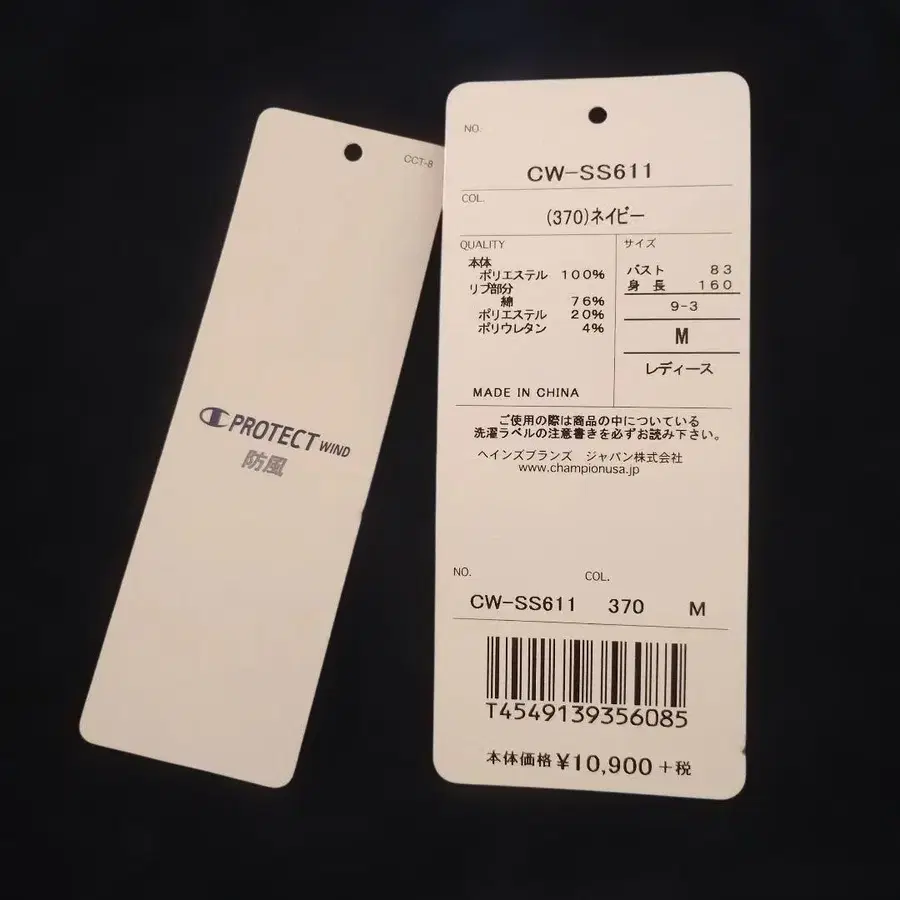 CCT-8
PROTECT WIND
防風
NO.
CW-SS611
COL.
(370)ネイビー
QUALITY
本体
ポリエステル 100%
リブ部分
綿 76%
ポリエステル 20%
ポリウレタン 4%
MADE IN CHINA
サイズ
バスト 83
身長 160
9-3
M
レディース
ご使用の際は商品の中についている
洗濯ラベルの注意書きを必ずお読み下さい。
ヘインズブランズ ジャパン株式会社
www.championusa.jp
NO. COL.
CW-SS611 370 M
T4549139356085
本体価格¥10,900+税